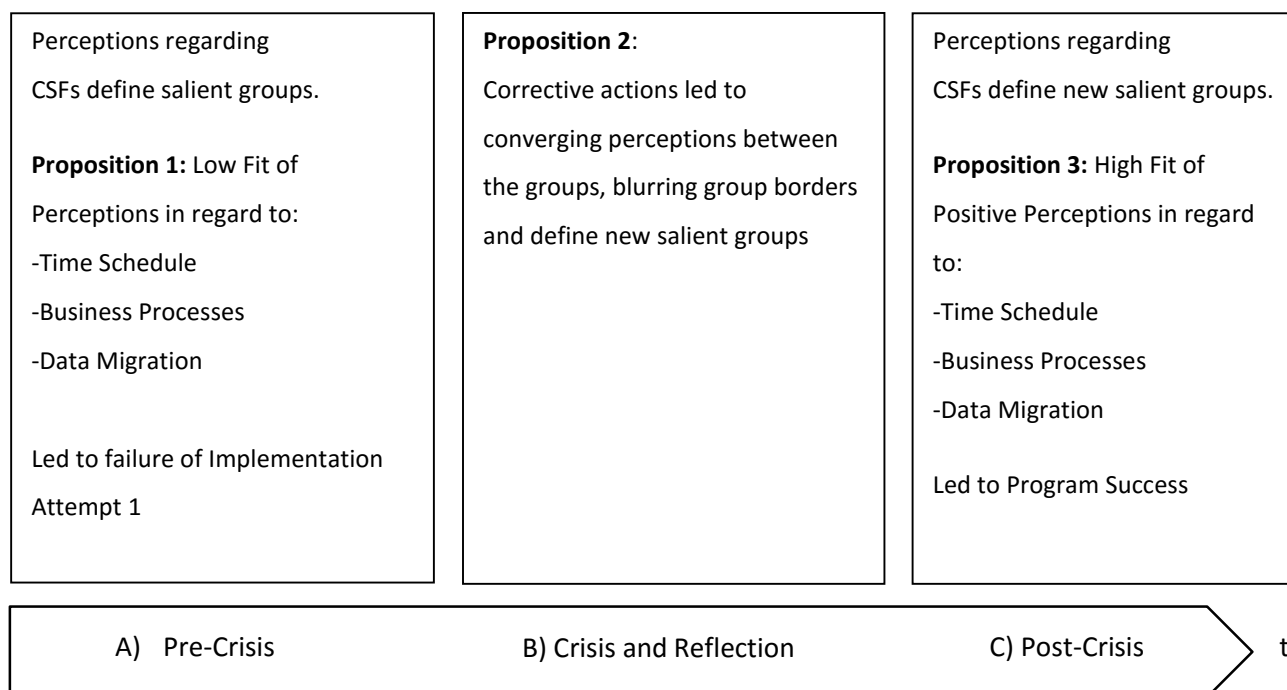 Perceptions regarding
CSFs define salient groups.
Proposition 1: Low Fit of
Perceptions in regard to:
-Time Schedule
-Business Processes
-Data Migration
Led to failure of Implementation
Attempt 1
Proposition 2:
Corrective actions led to
converging perceptions between
the groups, blurring group borders
and define new salient groups
Perceptions regarding
CSFs define new salient groups.
Proposition 3: High Fit of
Positive Perceptions in regard
to:
-Time Schedule
-Business Processes
-Data Migration
Led to Program Success
A) Pre-Crisis
B) Crisis and Reflection
C) Post-Crisis
t